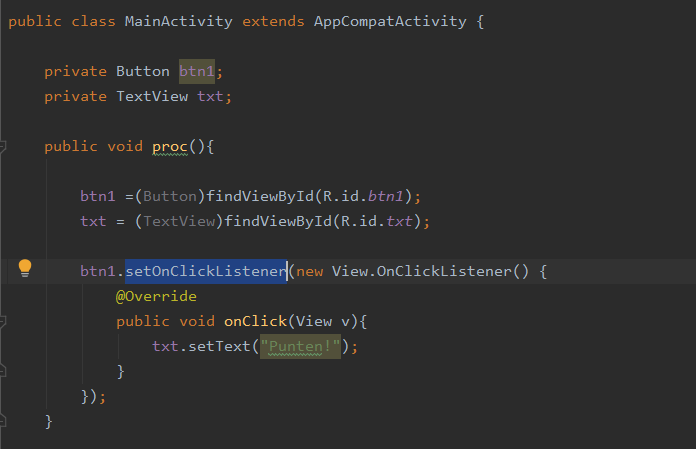 public class MainActivity extends AppCompatActivity {
private Button btn1;
private TextView txt;
public void proc(){
btn1 =(Button)findViewById(R.id.btn1);
txt = (TextView)findViewById(R.id.txt);
btn1.setOnClickListener(new View.OnClickListener() {
@Override
public void onClick(View v){
txt.setText("Punten!");
}
});
}